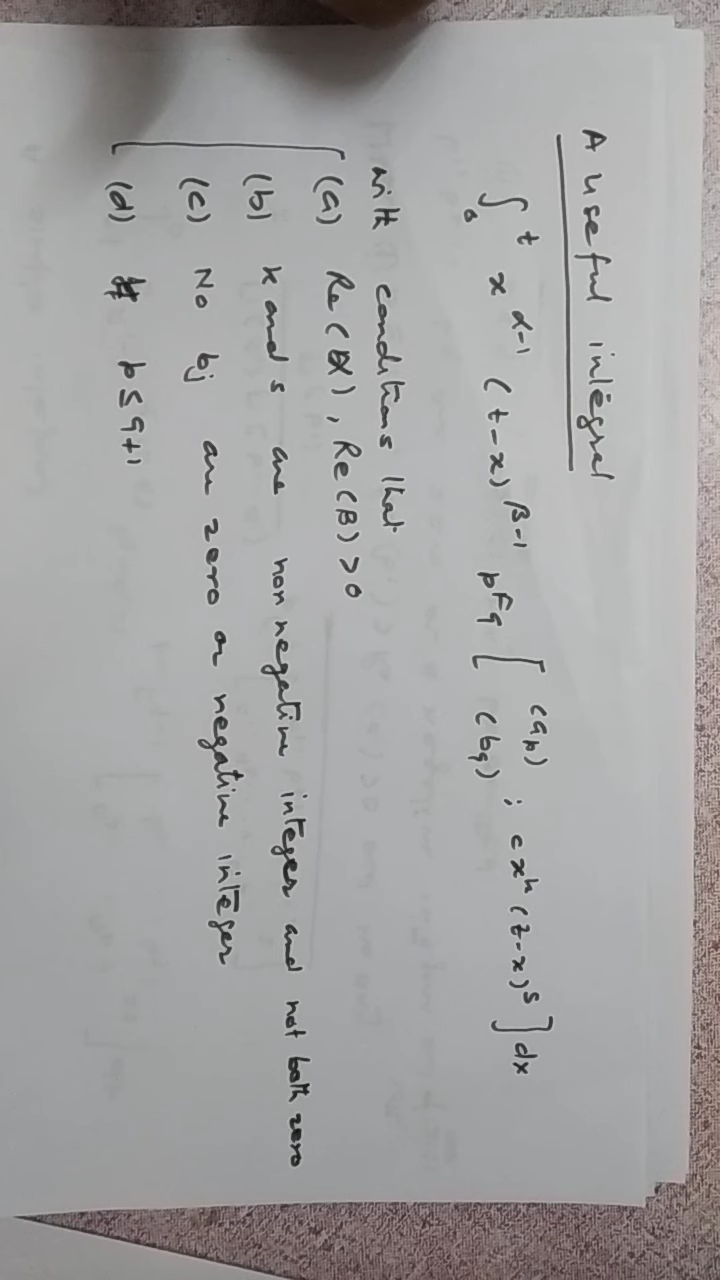 A useful integral
∫₀ᵗ x^{α-1} (t-x)^{β-1} pFq [ (ap) ; c x^k (t-x)^s ] dx
(bq)
with conditions that
(a) Re(α), Re(β) > 0
(b) k and s are non negative integer and not both zero
(c) No bj are zero or negative integer
(d) p ≤ q+1